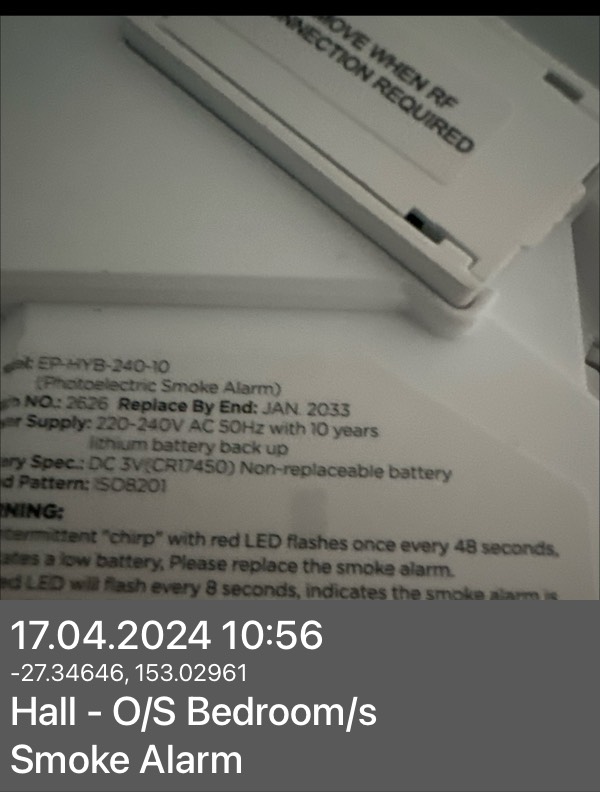 MOVE WHEN RF
NNECTION REQUIRED
EP-HYB-240-10
(Photoelectric Smoke Alarm)
NO.: 2626 Replace By End: JAN. 2033
Supply: 220-240V AC 50Hz with 10 years
lithium battery back up
Spec.: DC 3V(CR17450) Non-replaceable battery
Pattern: ISO8201
NING:
termittent "chirp" with red LED flashes once every 48 seconds,
ates a low battery, Please replace the smoke alarm.
ed LED will flash every 8 seconds, indicates the smoke alarm is
17.04.2024 10:56
-27.34646, 153.02961
Hall - O/S Bedroom/s
Smoke Alarm